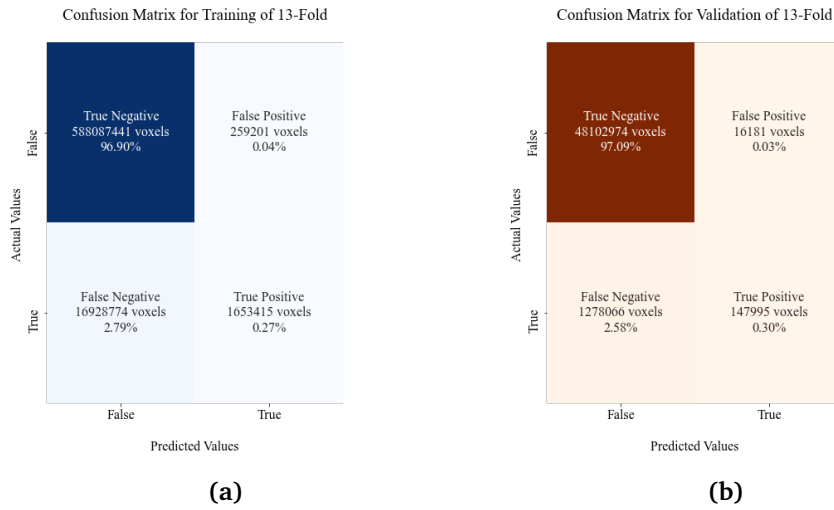 Confusion Matrix for Training of 13-Fold
Actual Values
False
True
True Negative
588087441 voxels
96.90%
False Positive
259201 voxels
0.04%
False Negative
16928774 voxels
2.79%
True Positive
1653415 voxels
0.27%
False
True
Predicted Values
(a)
Confusion Matrix for Validation of 13-Fold
Actual Values
False
True
True Negative
48102974 voxels
97.09%
False Positive
16181 voxels
0.03%
False Negative
1278066 voxels
2.58%
True Positive
147995 voxels
0.30%
False
True
Predicted Values
(b)